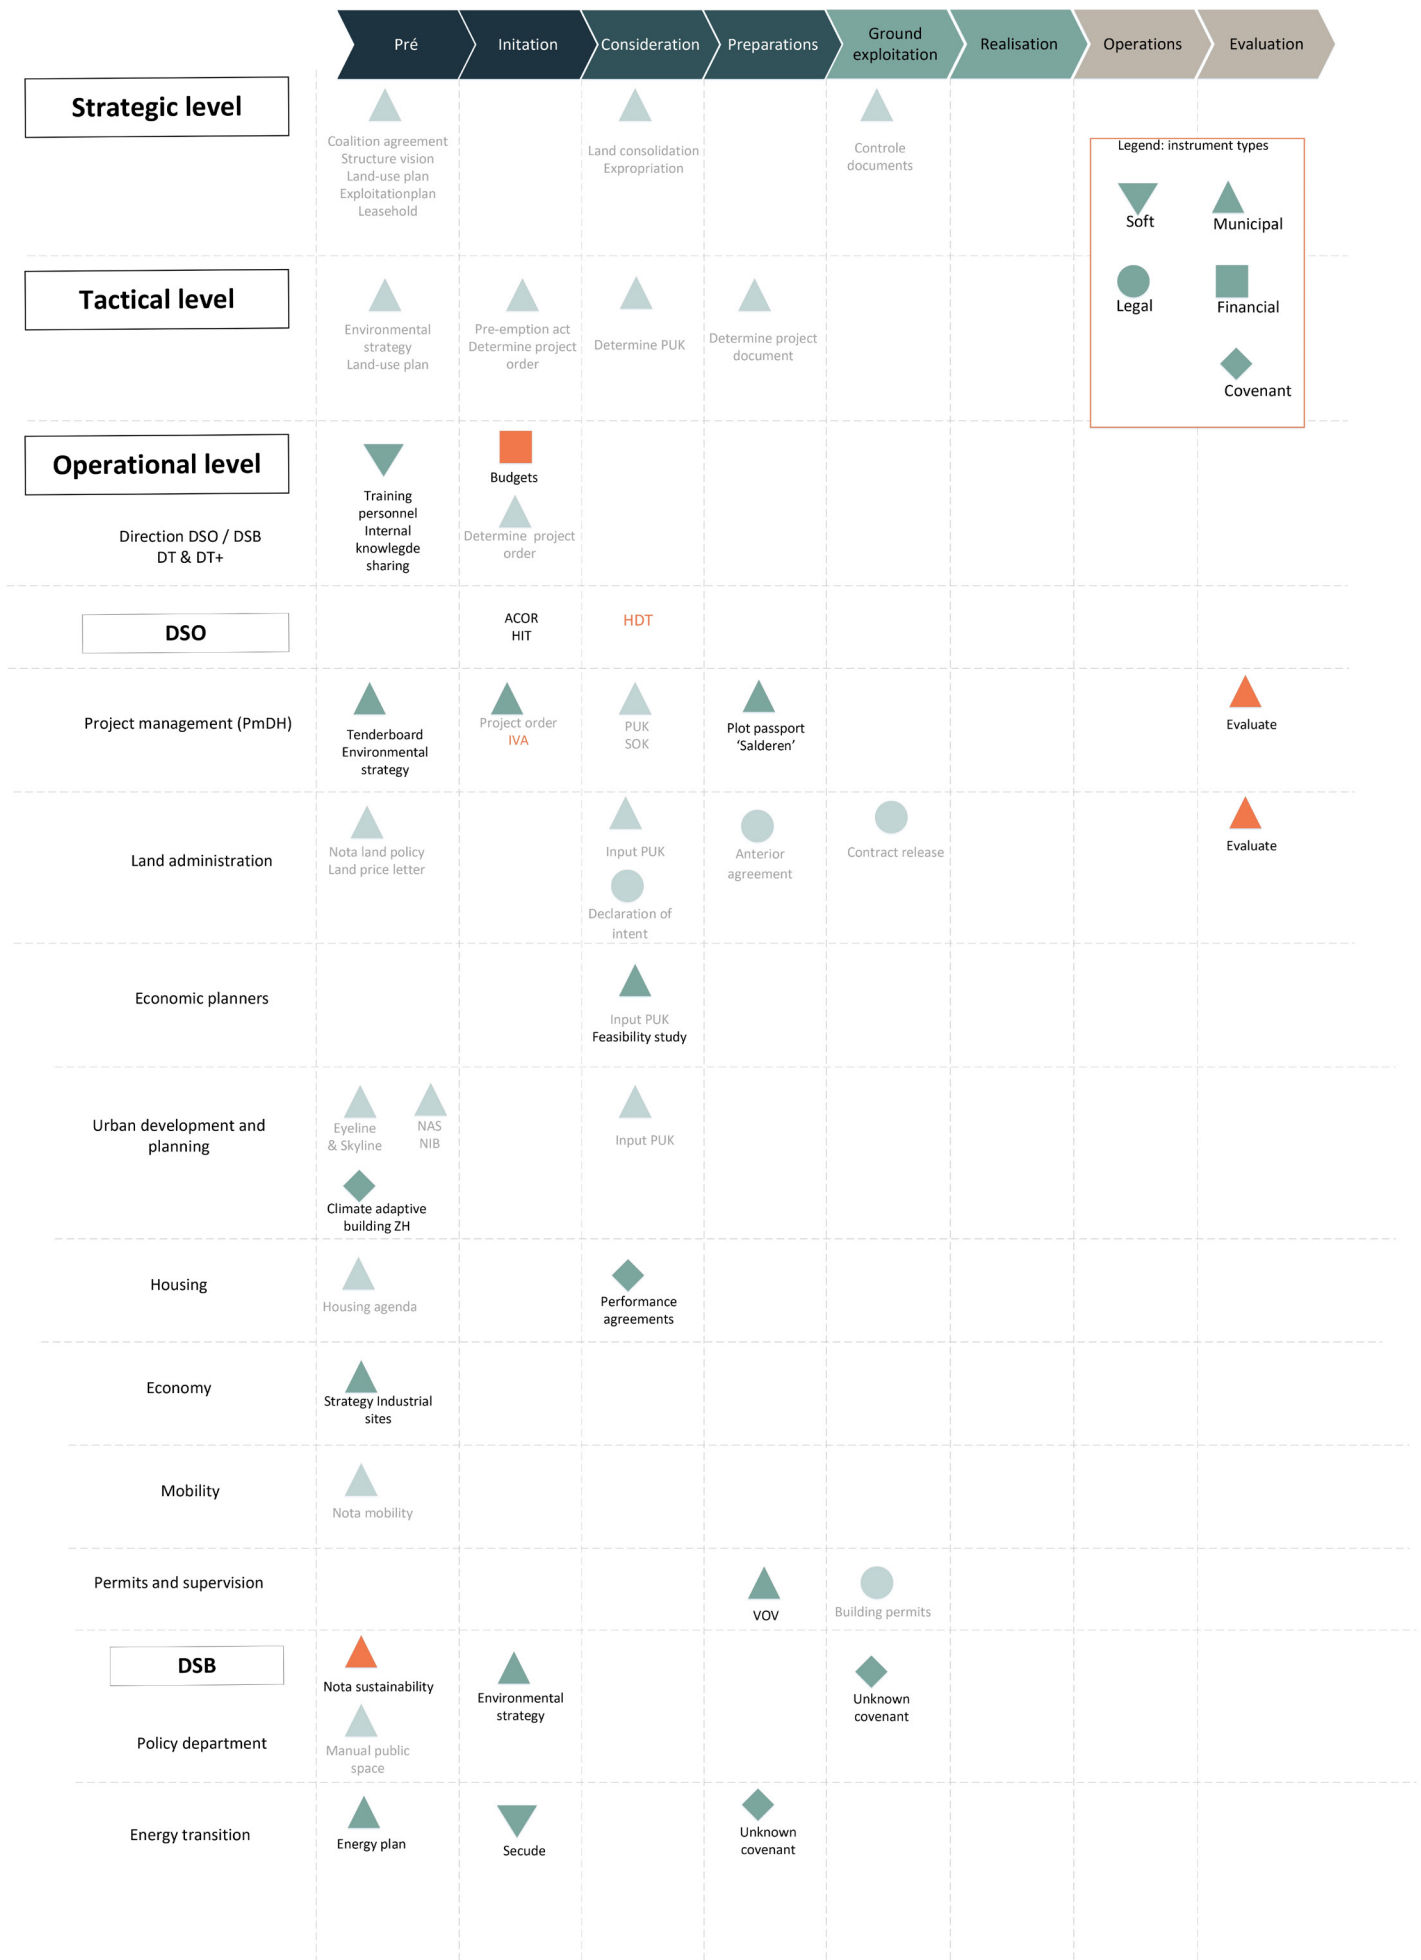 Pré
Initation
Consideration
Preparations
Ground
exploitation
Realisation
Operations
Evaluation
Strategic level
Coalition agreement
Structure vision
Land-use plan
Exploitationplan
Leasehold
Land consolidation
Expropriation
Controle
documents
Legend: instrument types
Soft
Municipal
Legal
Financial
Covenant
Tactical level
Environmental
strategy
Land-use plan
Pre-emption act
Determine project
order
Determine PUK
Determine project
document
Operational level
Direction DSO / DSB
DT & DT+
Training
personnel
Internal
knowlegde
sharing
Budgets
Determine project
order
DSO
ACOR
HIT
HDT
Project management (PmDH)
Tenderboard
Environmental
strategy
Project order
IVA
PUK
SOK
Plot passport
‘Salderen’
Evaluate
Land administration
Nota land policy
Land price letter
Input PUK
Declaration of
intent
Anterior
agreement
Contract release
Evaluate
Economic planners
Input PUK
Feasibility study
Urban development and
planning
Eyeline
& Skyline
NAS
NIB
Climate adaptive
building ZH
Input PUK
Housing
Housing agenda
Performance
agreements
Economy
Strategy Industrial
sites
Mobility
Nota mobility
Permits and supervision
VOV
Building permits
DSB
Policy department
Nota sustainability
Manual public
space
Environmental
strategy
Unknown
covenant
Energy transition
Energy plan
Secude
Unknown
covenant